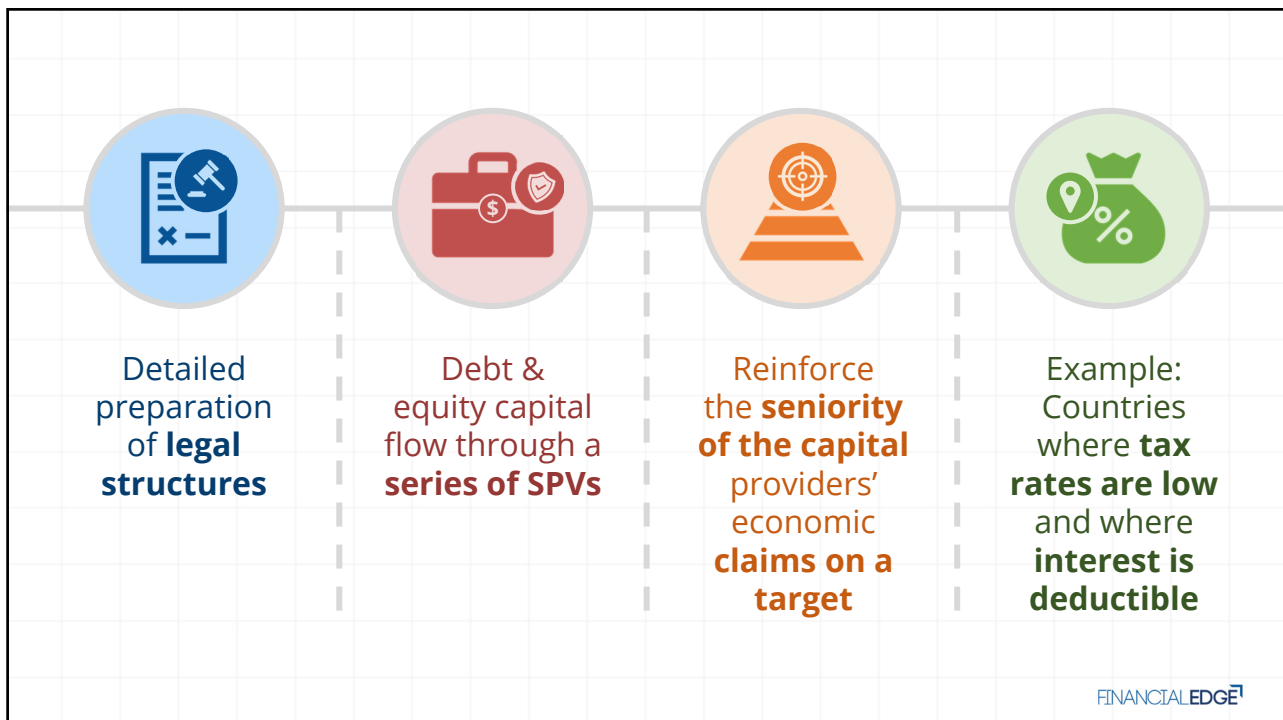 Detailed
preparation
of legal
structures
Debt &
equity capital
flow through a
series of SPVs
Reinforce
the seniority
of the capital
providers’
economic
claims on a
target
Example:
Countries
where tax
rates are low
and where
interest is
deductible
$
%
FINANCIALEDGE